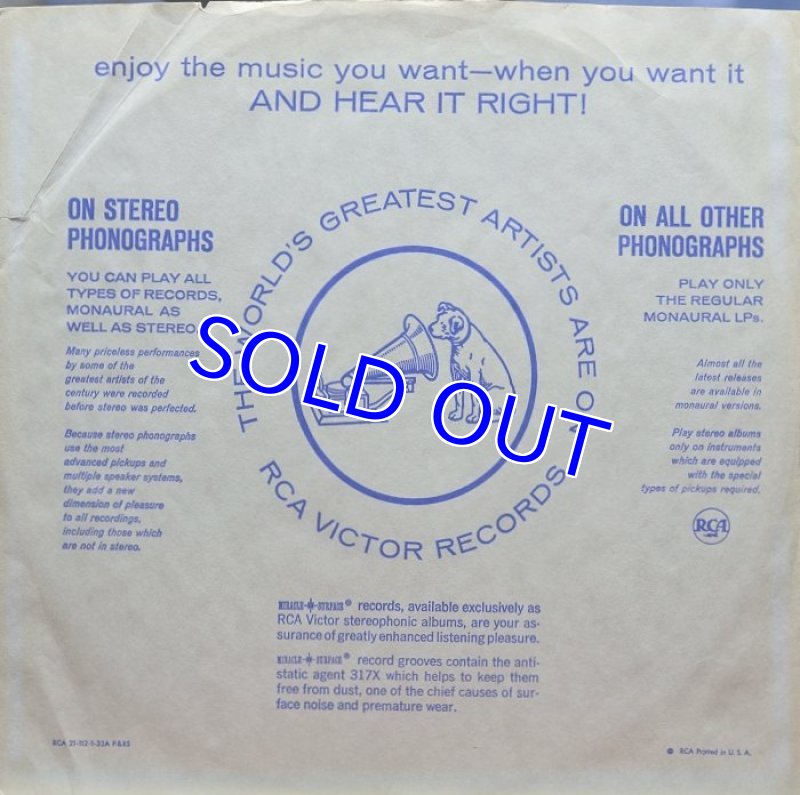 enjoy the music you want—when you want it
AND HEAR IT RIGHT!
ON STEREO
PHONOGRAPHS
YOU CAN PLAY ALL
TYPES OF RECORDS,
MONAURAL AS
WELL AS STEREO.
Many priceless performances
by some of the
greatest artists of the
century were recorded
before stereo was perfected.
Because stereo phonographs
use the most
advanced pickups and
multiple speaker systems,
they add a new
dimension of pleasure
to all recordings,
including those which
are not in stereo.
THE WORLD'S GREATEST ARTISTS ARE ON
RCA VICTOR RECORDS
SOLD OUT
ON ALL OTHER
PHONOGRAPHS
PLAY ONLY
THE REGULAR
MONAURAL LPs.
Almost all the
latest releases
are available in
monaural versions.
Play stereo albums
only on instruments
which are equipped
with the special
types of pickups required.
RCA
MIRACLE SURFACE® records, available exclusively as
RCA Victor stereophonic albums, are your as-
surance of greatly enhanced listening pleasure.
MIRACLE SURFACE® record grooves contain the anti-
static agent 317X which helps to keep them
free from dust, one of the chief causes of sur-
face noise and premature wear.
RCA 21-112-1-33A
● RCA Printed in U. S. A.